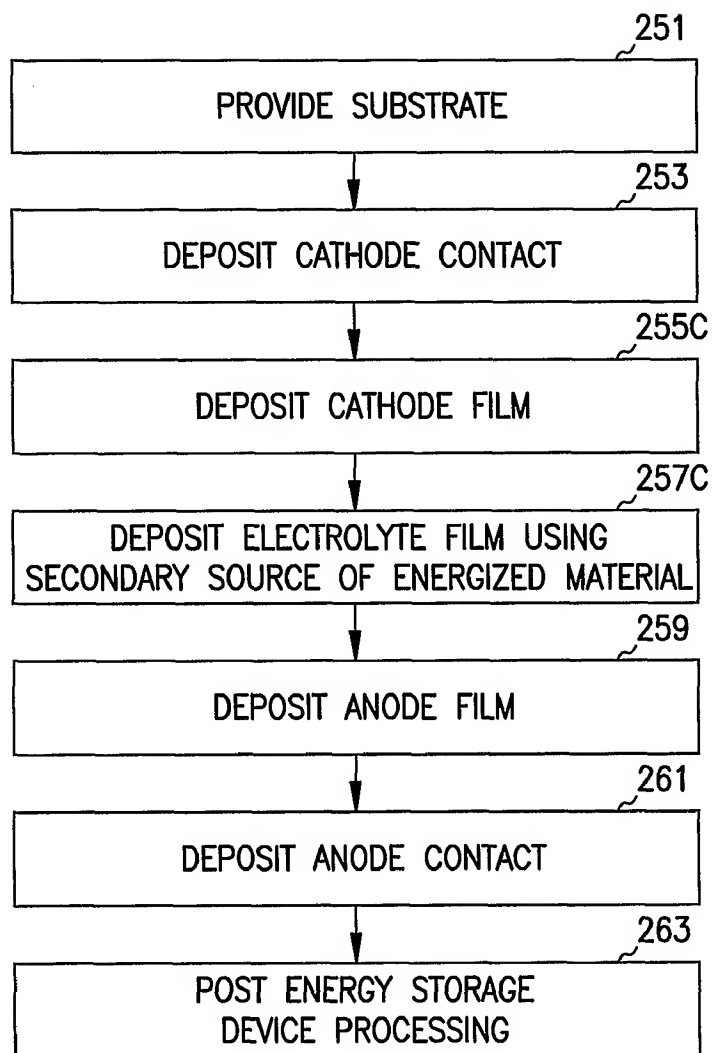 251
PROVIDE SUBSTRATE
253
DEPOSIT CATHODE CONTACT
255C
DEPOSIT CATHODE FILM
257C
DEPOSIT ELECTROLYTE FILM USING
SECONDARY SOURCE OF ENERGIZED MATERIAL
259
DEPOSIT ANODE FILM
261
DEPOSIT ANODE CONTACT
263
POST ENERGY STORAGE
DEVICE PROCESSING